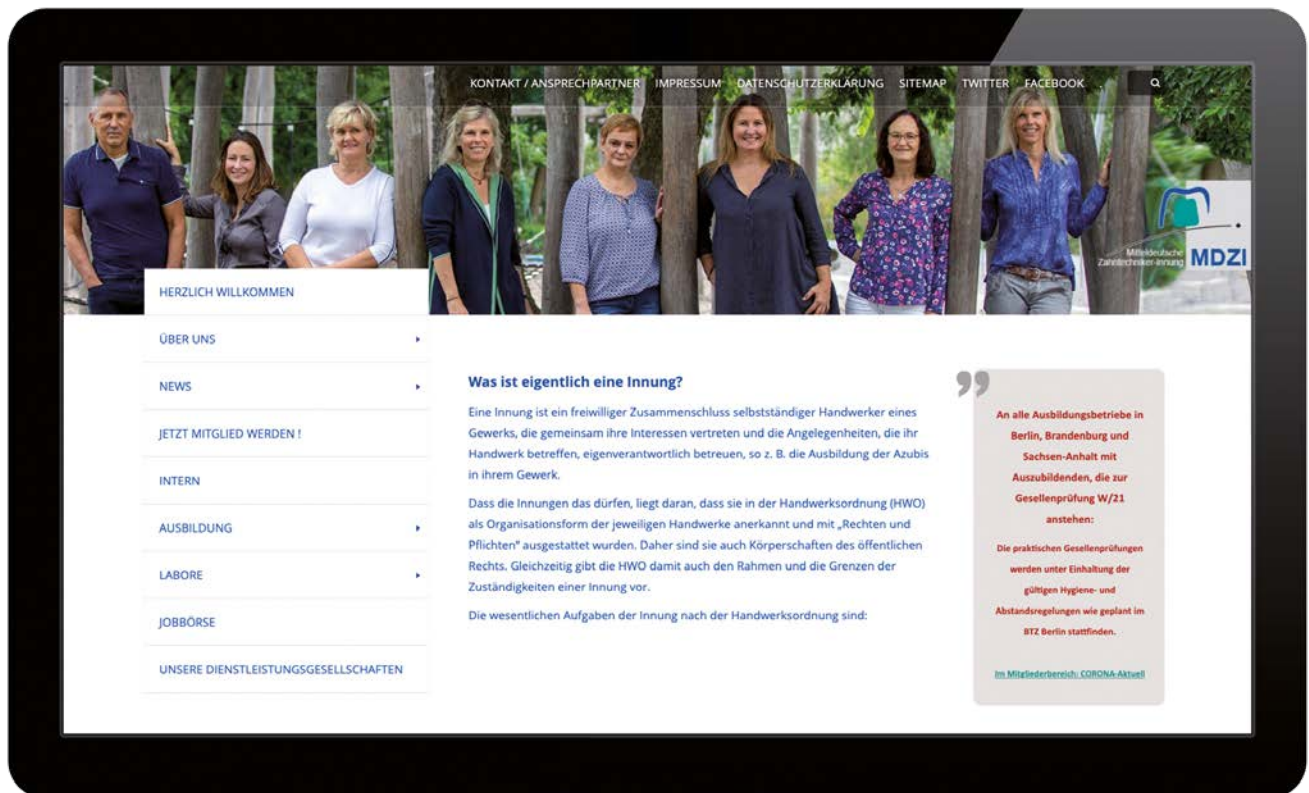 KONTAKT / ANSPRECHPARTNER IMPRESSUM DATENSCHUTZERKLÄRUNG SITEMAP TWITTER FACEBOOK
Mitteldeutsche
Zahntechniker-Innung MDZI
HERZLICH WILLKOMMEN
ÜBER UNS
NEWS
JETZT MITGLIED WERDEN !
INTERN
AUSBILDUNG
LABORE
JOBBÖRSE
UNSERE DIENSTLEISTUNGSGESELLSCHAFTEN
Was ist eigentlich eine Innung?
Eine Innung ist ein freiwilliger Zusammenschluss selbstständiger Handwerker eines
Gewerks, die gemeinsam ihre Interessen vertreten und die Angelegenheiten, die ihr
Handwerk betreffen, eigenverantwortlich betreuen, so z. B. die Ausbildung der Azubis
in ihrem Gewerk.
Dass die Innungen das dürfen, liegt daran, dass sie in der Handwerksordnung (HWO)
als Organisationsform der jeweiligen Handwerke anerkannt und mit „Rechten und
Pflichten" ausgestattet wurden. Daher sind sie auch Körperschaften des öffentlichen
Rechts. Gleichzeitig gibt die HWO damit auch den Rahmen und die Grenzen der
Zuständigkeiten einer Innung vor.
Die wesentlichen Aufgaben der Innung nach der Handwerksordnung sind:
An alle Ausbildungsbetriebe in
Berlin, Brandenburg und
Sachsen-Anhalt mit
Auszubildenden, die zur
Gesellenprüfung W/21
anstehen:
Die praktischen Gesellenprüfungen
werden unter Einhaltung der
gültigen Hygiene- und
Abstandsregelungen wie geplant im
BTZ Berlin stattfinden.
Im Mitgliederbereich: CORONA-Aktuell